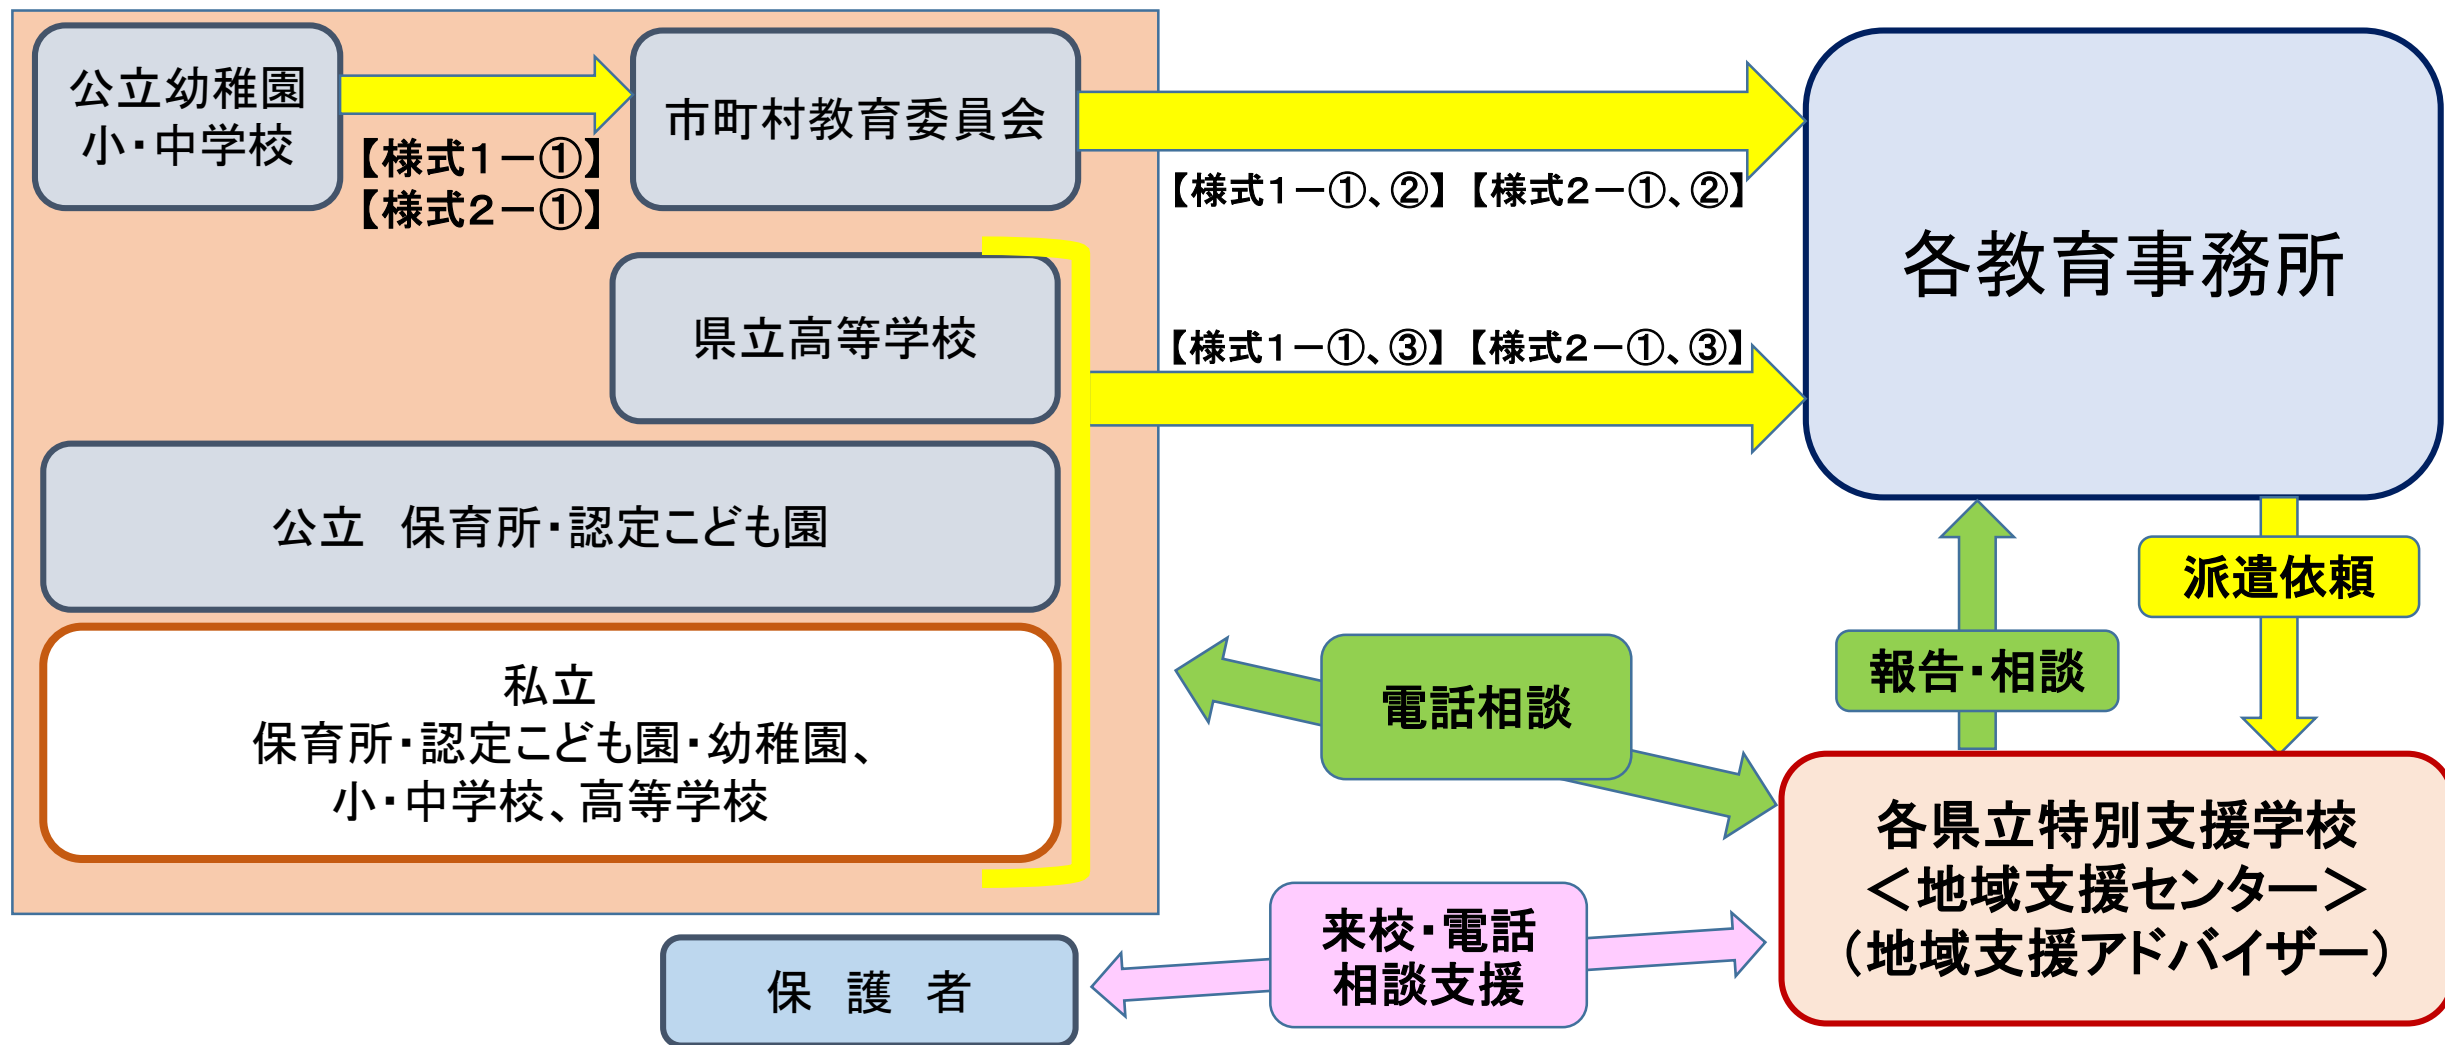 公立幼稚園
小・中学校
【様式１－①】
【様式２－①】
市町村教育委員会
【様式１－①、②】 【様式２－①、②】
各教育事務所
県立高等学校
【様式１－①、③】 【様式２－①、③】
公立　保育所・認定こども園
私立
保育所・認定こども園・幼稚園、
小・中学校、高等学校
電話相談
報告・相談
派遣依頼
各県立特別支援学校
＜地域支援センター＞
（地域支援アドバイザー）
来校・電話
相談支援
保　護　者